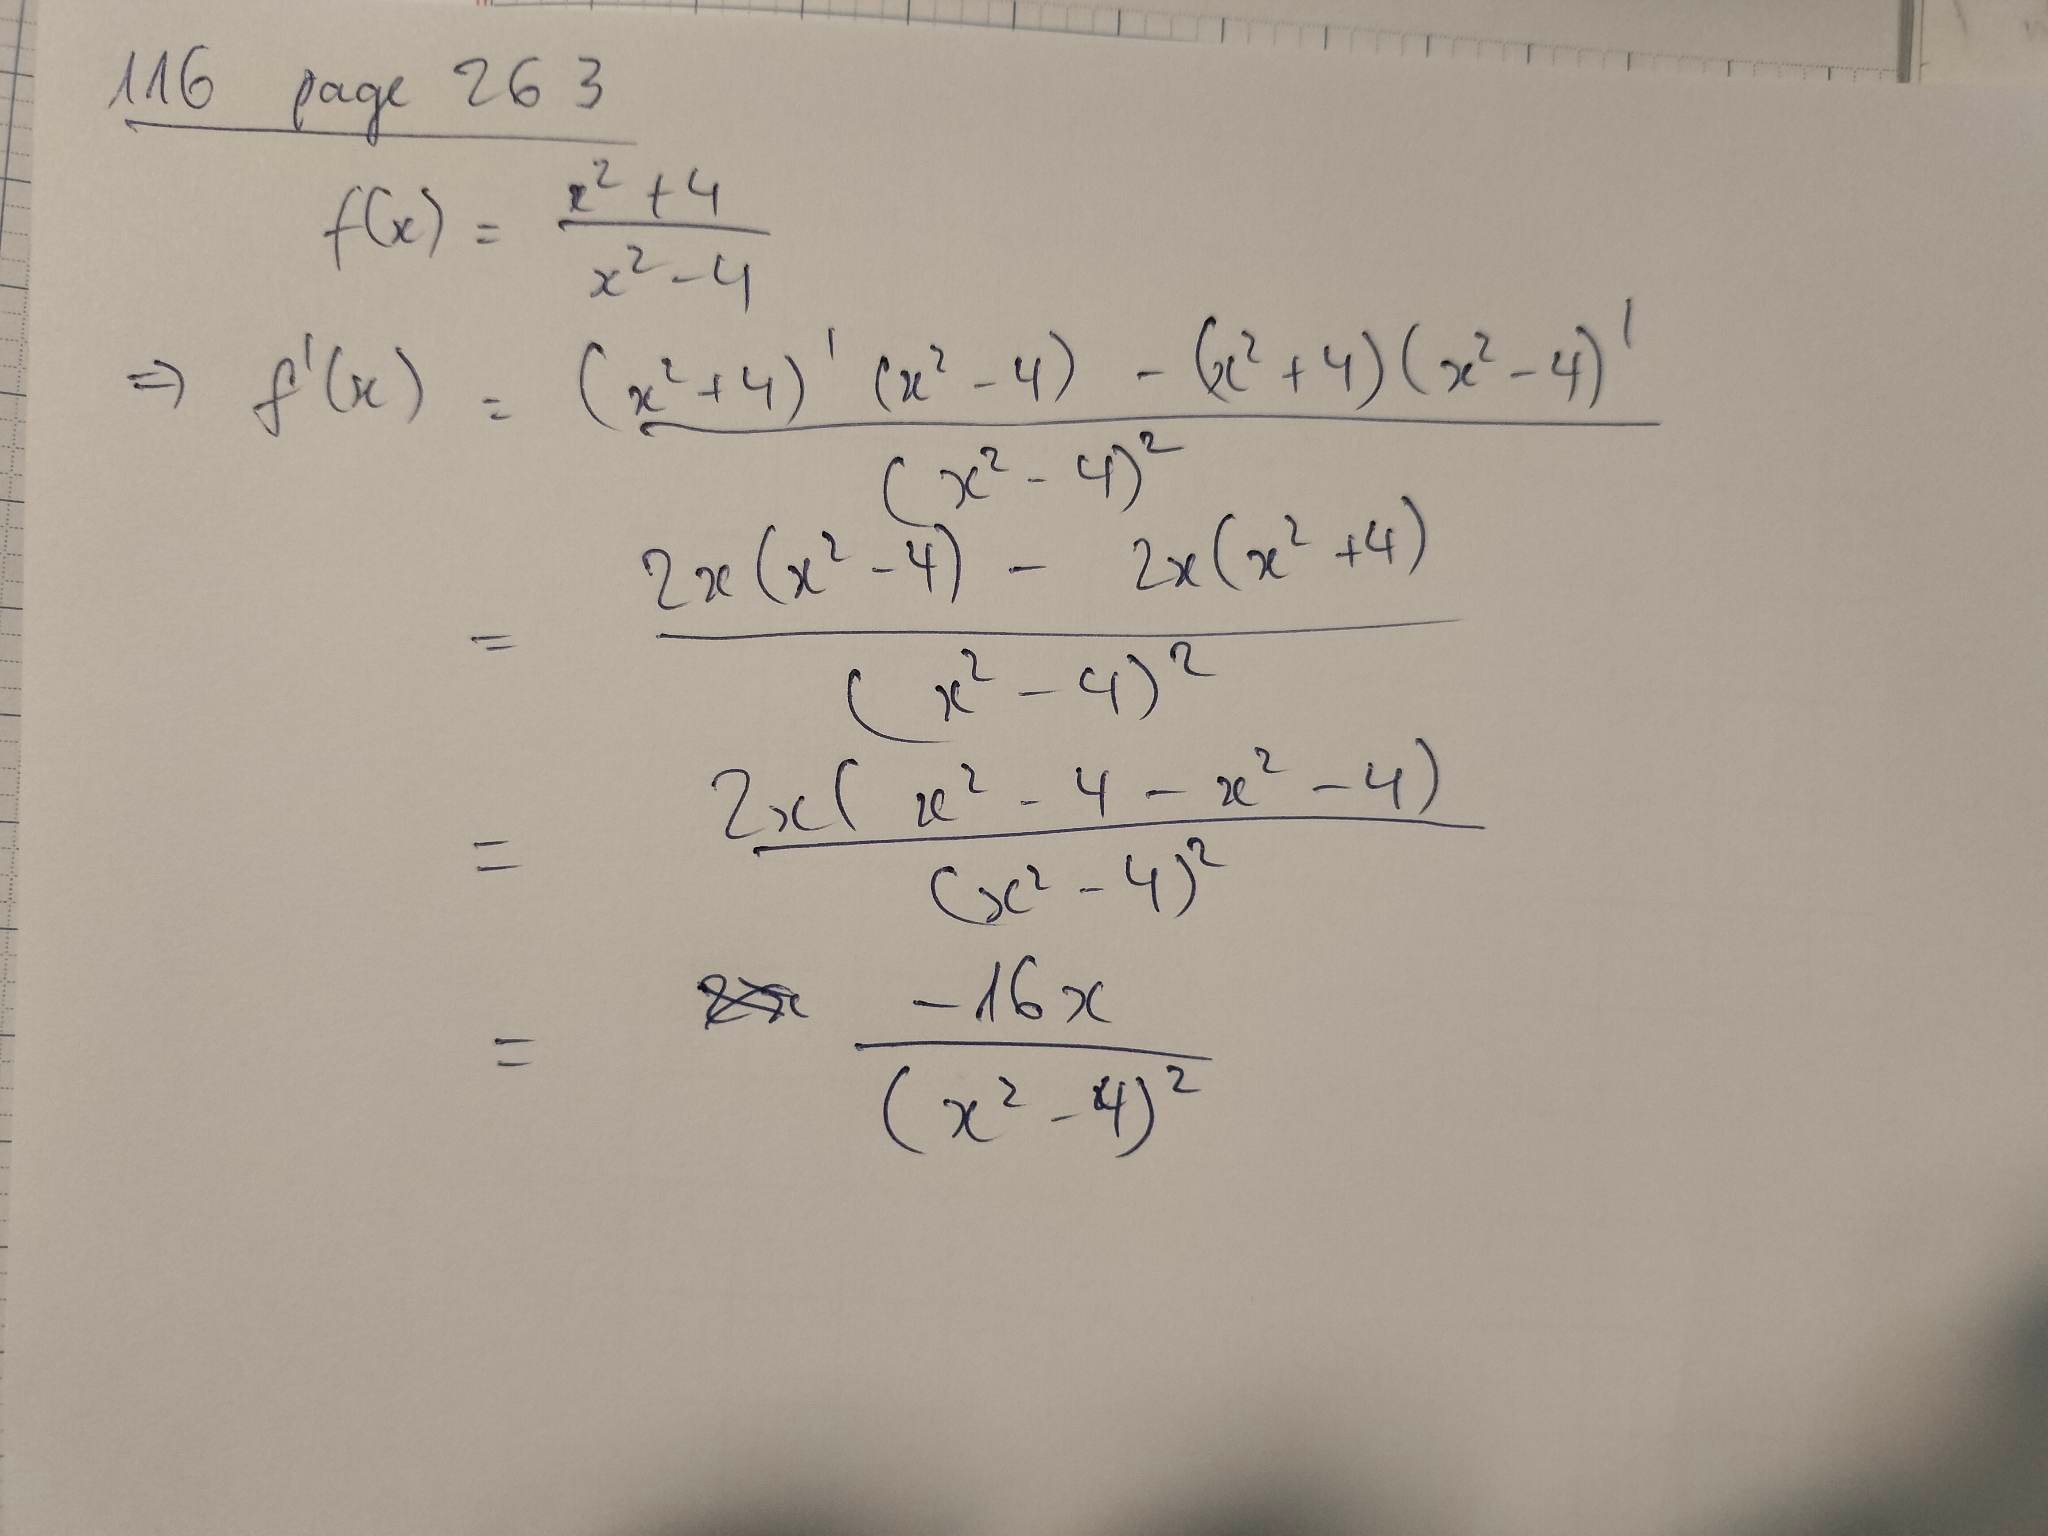 116 page 263
f(x) = (x² + 4) / (x² - 4)
⇒ f'(x) = ((x² + 4)' (x² - 4) - (x² + 4)(x² - 4)') / (x² - 4)²
= (2x(x² - 4) - 2x(x² + 4)) / (x² - 4)²
= 2x(x² - 4 - x² - 4) / (x² - 4)²
= -16x / (x² - 4)²